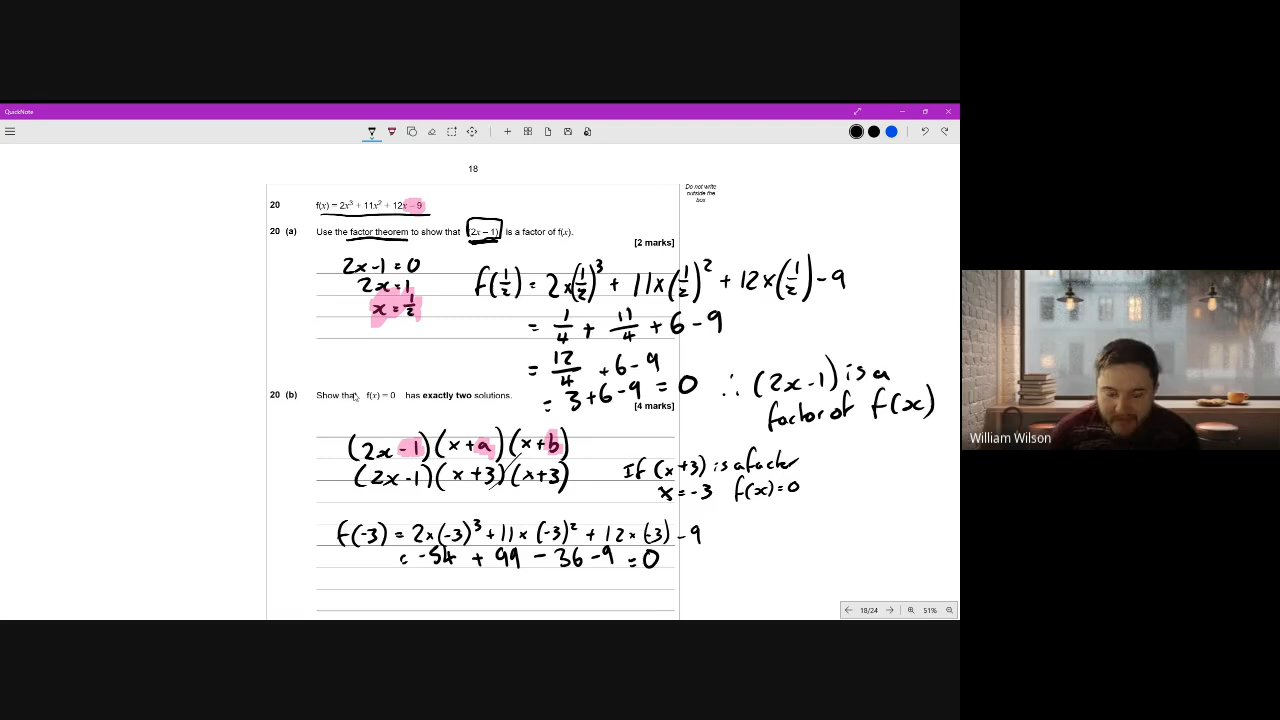 QuickNote
18
Do not write
outside the
box
20 f(x) = 2x³ + 11x² + 12x – 9
20 (a) Use the factor theorem to show that (2x – 1) is a factor of f(x).
[2 marks]
2x-1=0
2x=1
x=1/2
f(1/2) = 2×(1/2)³ + 11×(1/2)² + 12×(1/2) - 9
= 1/4 + 11/4 + 6 - 9
= 12/4 + 6 - 9
= 3+6-9 = 0
∴ (2x-1) is a
factor of f(x)
20 (b) Show that f(x) = 0 has exactly two solutions.
[4 marks]
(2x-1)(x+a)(x+b)
(2x-1)(x+3)(x+3)
If (x+3) is a factor
x=-3 f(x)=0
f(-3) = 2×(-3)³ + 11×(-3)² + 12×(-3) - 9
= -54 + 99 - 36 - 9 = 0
18/24
51%
William Wilson